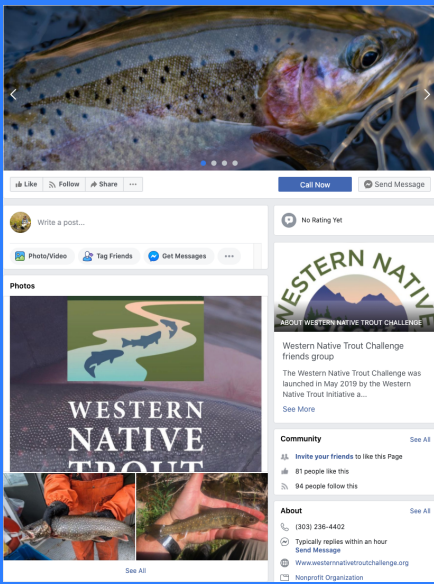 Like Follow Share ...
Call Now
Send Message
Write a post...
No Rating Yet
Photo/Video Tag Friends Get Messages ...
Photos
WESTERN
NATIVE
TROUT
STERN NATIV
ABOUT WESTERN NATIVE TROUT CHALLENGE
Western Native Trout Challenge
friends group
The Western Native Trout Challenge was
launched in May 2019 by the Western
Native Trout Initiative a...
See More
Community See All
Invite your friends to like this Page
81 people like this
94 people follow this
About See All
(303) 236-4402
Typically replies within an hour
Send Message
Www.westernnativetroutchallenge.org
Nonprofit Organization
See All